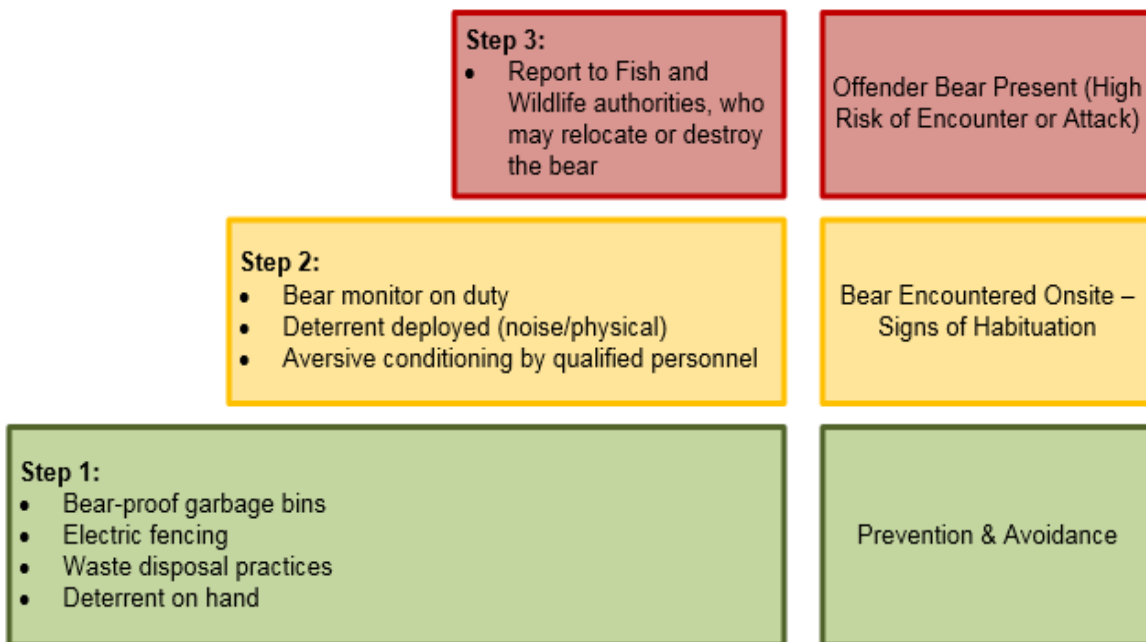 Step 3:
• Report to Fish and
Wildlife authorities, who
may relocate or destroy
the bear
Offender Bear Present (High
Risk of Encounter or Attack)
Step 2:
• Bear monitor on duty
• Deterrent deployed (noise/physical)
• Aversive conditioning by qualified personnel
Bear Encountered Onsite –
Signs of Habituation
Step 1:
• Bear-proof garbage bins
• Electric fencing
• Waste disposal practices
• Deterrent on hand
Prevention & Avoidance